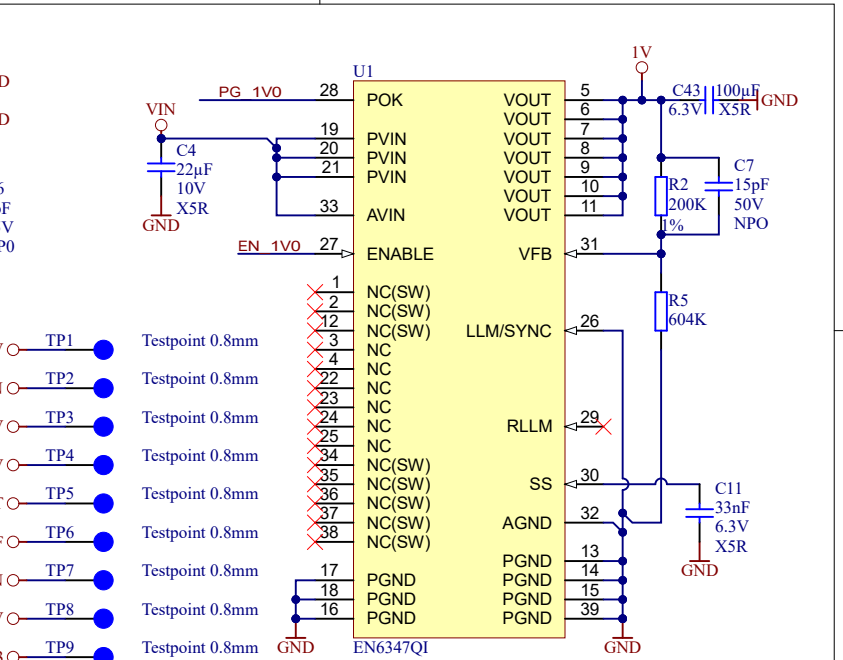 D
D
6
F
V
P0
PG_1V0
VIN
C4
22µF
10V
X5R
GND
EN_1V0
U1
28
POK
19
PVIN
20
PVIN
21
PVIN
33
AVIN
27
ENABLE
1
NC(SW)
2
NC(SW)
12
NC(SW)
3
NC
4
NC
22
NC
23
NC
24
NC
25
NC
34
NC(SW)
35
NC(SW)
36
NC(SW)
37
NC(SW)
38
NC(SW)
17
PGND
18
PGND
16
PGND
GND
EN6347QI
VOUT
5
VOUT
6
VOUT
7
VOUT
8
VOUT
9
VOUT
10
VOUT
11
VFB
31
LLM/SYNC
26
RLLM
29
SS
30
AGND
32
PGND
13
PGND
14
PGND
15
PGND
39
GND
1V
C43
100µF
6.3V
X5R
GND
R2
200K
1%
C7
15pF
50V
NPO
R5
604K
C11
33nF
6.3V
X5R
GND
TP1
Testpoint 0.8mm
TP2
Testpoint 0.8mm
TP3
Testpoint 0.8mm
TP4
Testpoint 0.8mm
TP5
Testpoint 0.8mm
TP6
Testpoint 0.8mm
TP7
Testpoint 0.8mm
TP8
Testpoint 0.8mm
TP9
Testpoint 0.8mm